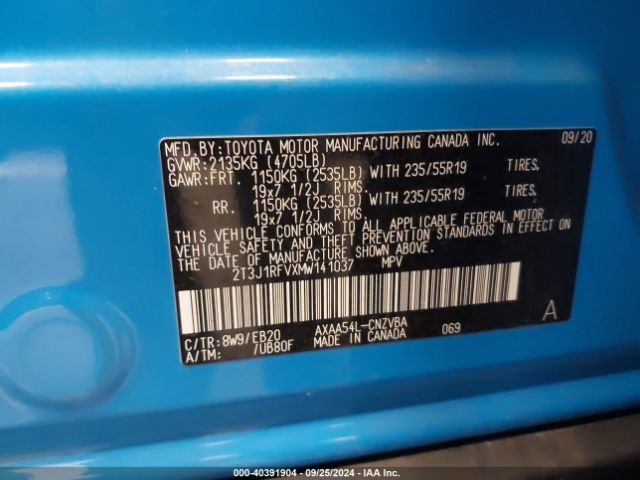 MFD. BY: TOYOTA MOTOR MANUFACTURING CANADA INC. 09/20
GVWR: 2135KG (4705LB)
GAWR: FRT. 1150KG (2535LB) WITH 235/55R19 TIRES,
19x7 1/2J RIMS,
RR. 1150KG (2535LB) WITH 235/55R19 TIRES,
19x7 1/2J RIMS,
THIS VEHICLE CONFORMS TO ALL APPLICABLE FEDERAL MOTOR
VEHICLE SAFETY AND THEFT PREVENTION STANDARDS IN EFFECT ON
THE DATE OF MANUFACTURE SHOWN ABOVE.
2T3J1RFVXMW141037 MPV
C/TR: 8W9/EB20 AXAA54L-CNZVBA 069 A
A/TM: /UB80F MADE IN CANADA
000-40391904 - 09/25/2024 - IAA Inc.